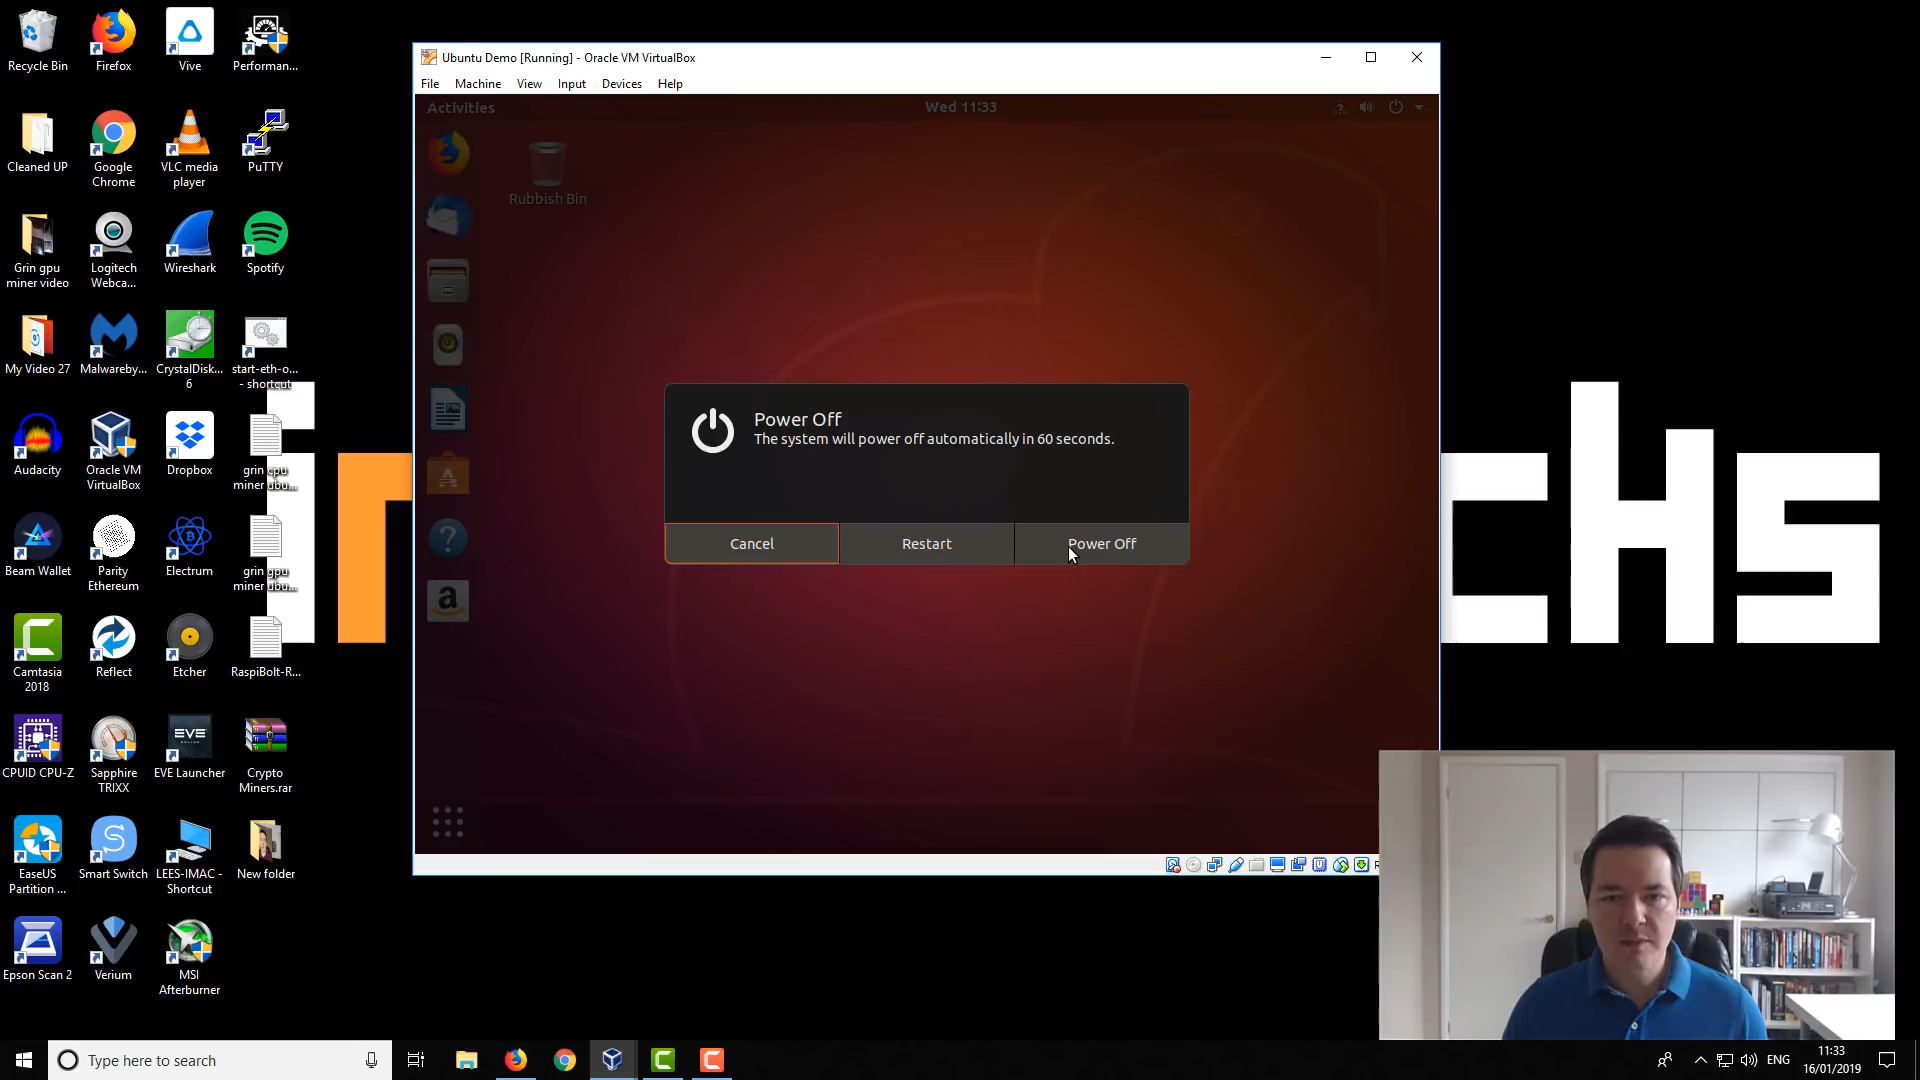 Recycle Bin
Firefox
Vive
Performan...
Cleaned UP
Google
Chrome
VLC media
player
PuTTY
Grin gpu
miner video
Logitech
Webca...
Wireshark
Spotify
My Video 27
Malwareby...
CrystalDisk...
6
start-eth-o...
- shortcut
Audacity
Oracle VM
VirtualBox
Dropbox
grin cpu
miner ubu...
Beam Wallet
Parity
Ethereum
Electrum
grin gpu
miner ubu...
Camtasia
2018
Reflect
Etcher
RaspiBolt-R...
CPUID CPU-Z
Sapphire
TRIXX
EVE Launcher
Crypto
Miners.rar
EaseUS
Partition ...
Smart Switch
LEES-IMAC -
Shortcut
New folder
Epson Scan 2
Verium
MSI
Afterburner
Ubuntu Demo [Running] - Oracle VM VirtualBox
File Machine View Input Devices Help
Activities
Wed 11:33
Rubbish Bin
Power Off
The system will power off automatically in 60 seconds.
Cancel
Restart
Power Off
CHS
Type here to search
ENG
11:33
16/01/2019